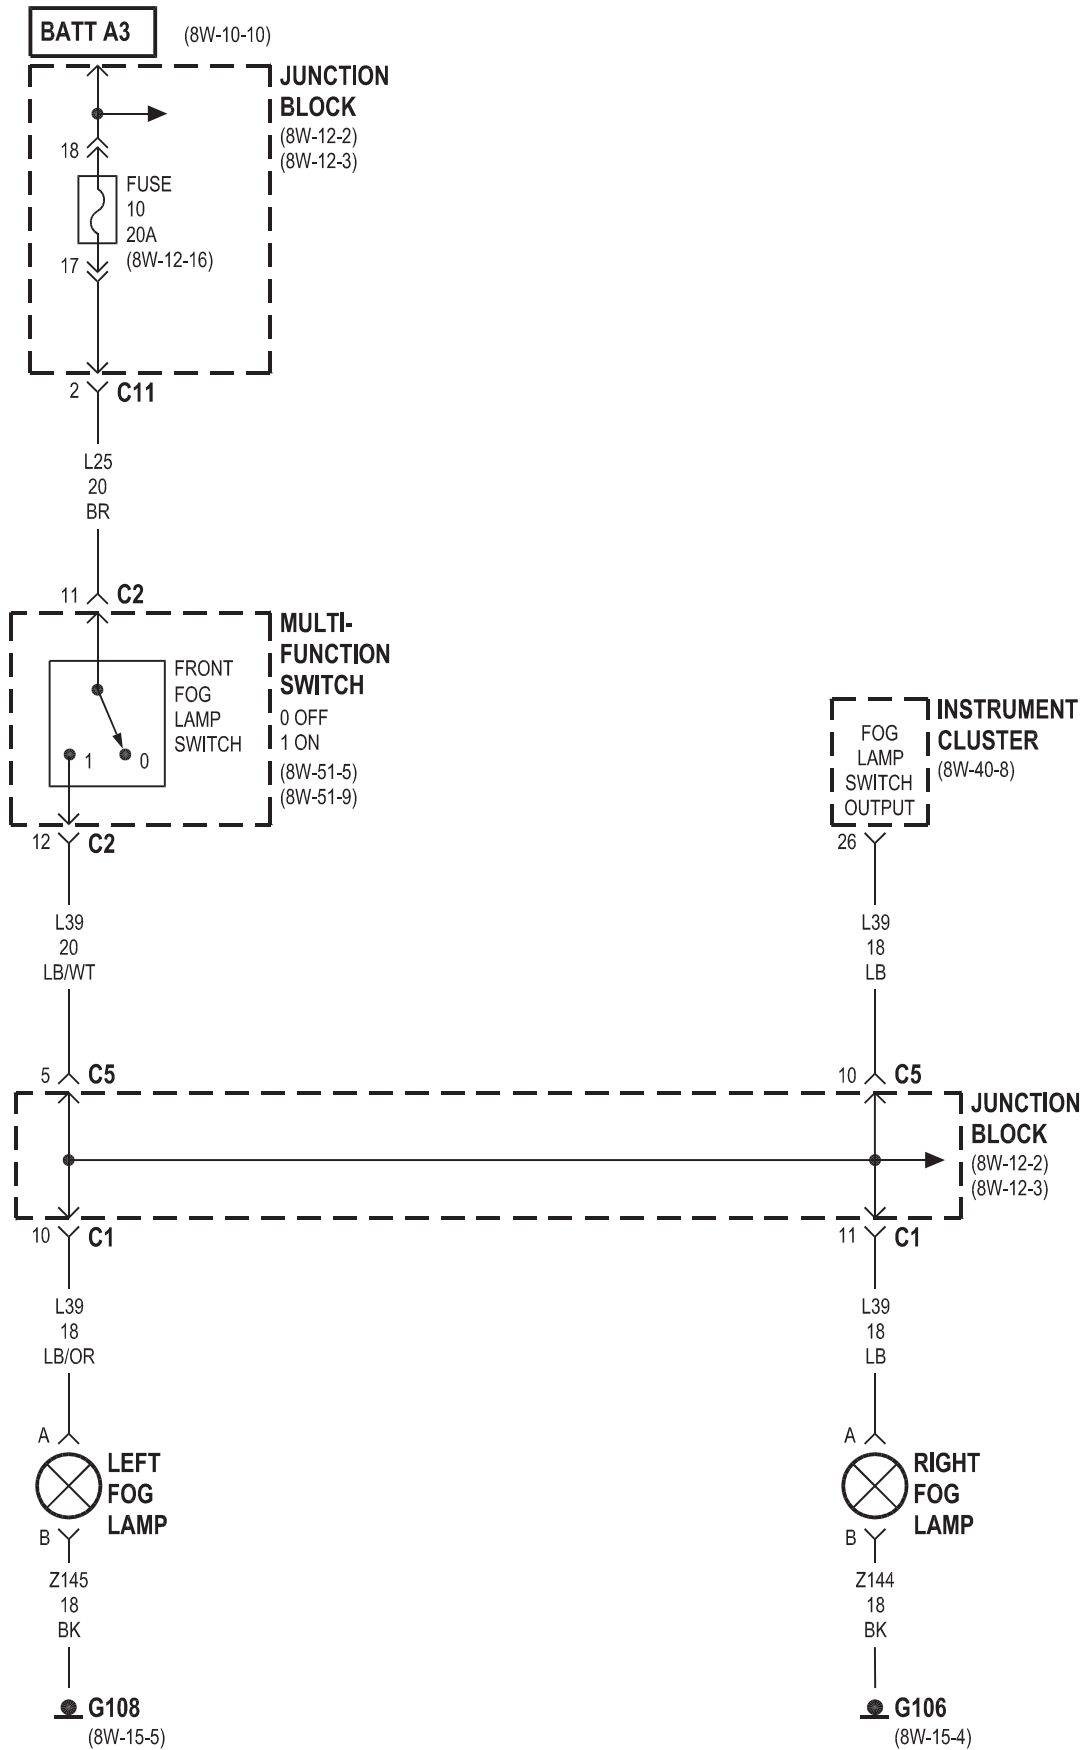 BATT A3
(8W-10-10)
JUNCTION
BLOCK
(8W-12-2)
(8W-12-3)
18
FUSE
10
20A
(8W-12-16)
17
2
C11
L25
20
BR
11
C2
MULTI-
FUNCTION
SWITCH
0 OFF
1 ON
(8W-51-5)
(8W-51-9)
FRONT
FOG
LAMP
SWITCH
1
0
12
C2
L39
20
LB/WT
INSTRUMENT
CLUSTER
(8W-40-8)
FOG
LAMP
SWITCH
OUTPUT
26
L39
18
LB
5
C5
10
C5
JUNCTION
BLOCK
(8W-12-2)
(8W-12-3)
10
C1
11
C1
L39
18
LB/OR
L39
18
LB
A
LEFT
FOG
LAMP
B
A
RIGHT
FOG
LAMP
B
Z145
18
BK
Z144
18
BK
G108
(8W-15-5)
G106
(8W-15-4)